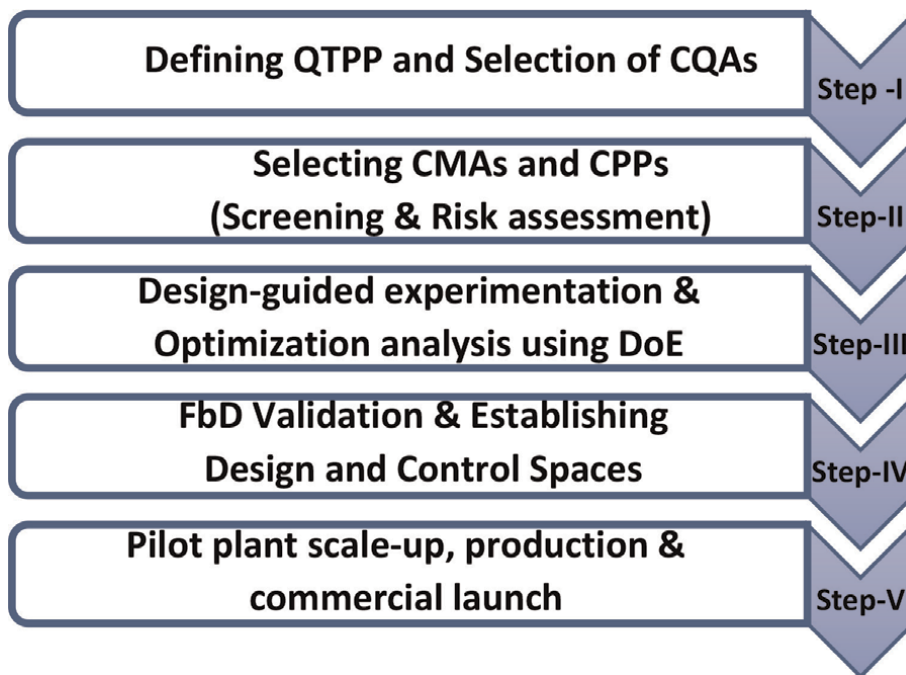 Defining QTPP and Selection of CQAs
Step -I
Selecting CMAs and CPPs
(Screening & Risk assessment)
Step-II
Design-guided experimentation &
Optimization analysis using DoE
Step-III
FbD Validation & Establishing
Design and Control Spaces
Step-IV
Pilot plant scale-up, production &
commercial launch
Step-V